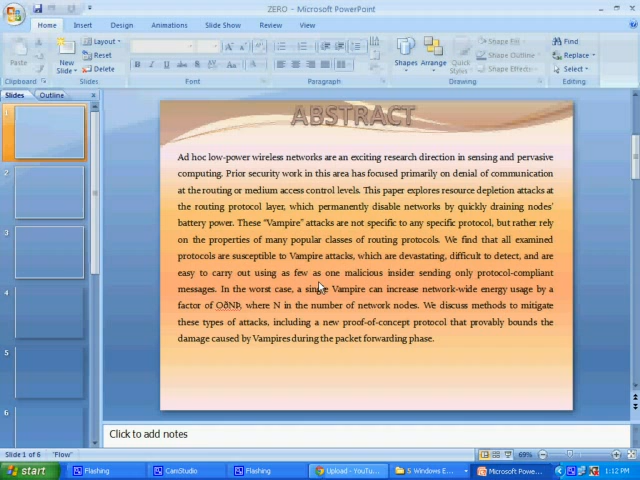 ZERO - Microsoft PowerPoint
Home Insert Design Animations Slide Show Review View
Paste
Clipboard
New Slide
Layout
Reset
Delete
Slides
Font
Paragraph
Shapes Arrange Quick Styles
Shape Fill
Shape Outline
Shape Effects
Drawing
Find
Replace
Select
Editing
Slides Outline
1
2
3
4
5
6
ABSTRACT
Ad hoc low-power wireless networks are an exciting research direction in sensing and pervasive
computing. Prior security work in this area has focused primarily on denial of communication
at the routing or medium access control levels. This paper explores resource depletion attacks at
the routing protocol layer, which permanently disable networks by quickly draining nodes'
battery power. These "Vampire" attacks are not specific to any specific protocol, but rather rely
on the properties of many popular classes of routing protocols. We find that all examined
protocols are susceptible to Vampire attacks, which are devastating, difficult to detect, and are
easy to carry out using as few as one malicious insider sending only protocol-compliant
messages. In the worst case, a single Vampire can increase network-wide energy usage by a
factor of OðNÞ, where N in the number of network nodes. We discuss methods to mitigate
these types of attacks, including a new proof-of-concept protocol that provably bounds the
damage caused by Vampires during the packet forwarding phase.
Click to add notes
Slide 1 of 6 "Flow" 69%
start Flashing CamStudio Flashing Upload - YouTu... 5 Windows E... Microsoft Pow... 1:12 PM